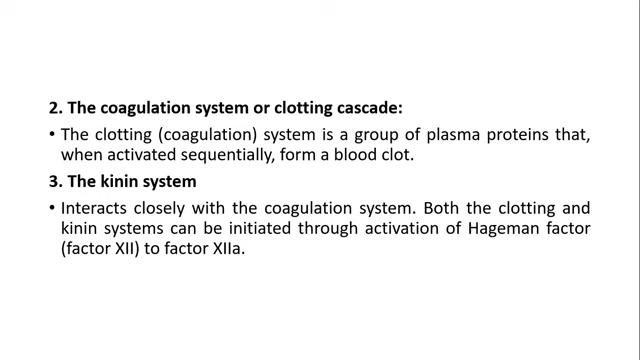 2. The coagulation system or clotting cascade:
• The clotting (coagulation) system is a group of plasma proteins that,
when activated sequentially, form a blood clot.
3. The kinin system
• Interacts closely with the coagulation system. Both the clotting and
kinin systems can be initiated through activation of Hageman factor
(factor XII) to factor XIIa.